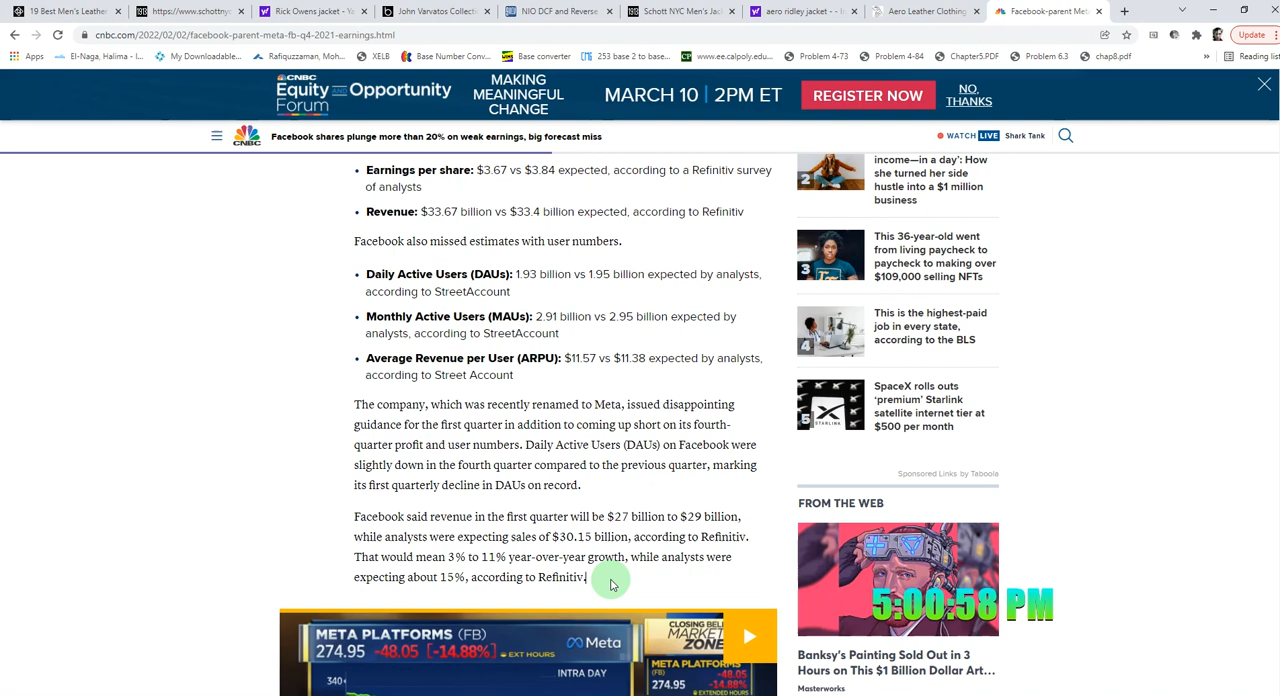 19 Best Men's Leather
https://www.schottnyc
Rick Owens jacket - Ya
John Varvatos Collecti
NIO DCF and Reverse
Schott NYC Men's Jack
aero ridley jacket - -
Aero Leather Clothing
Facebook-parent Meta
cnbc.com/2022/02/02/facebook-parent-meta-fb-q4-2021-earnings.html
Update
Apps
El-Naga, Halima - I...
My Downloadable...
Rafiquzzaman, Moh...
XELB
Base Number Conv...
Base converter
253 base 2 to base...
www.ee.calpoly.edu...
Problem 4-73
Problem 4-84
Chapter5.PDF
Problem 6.3
chap8.pdf
»
Reading list
CNBC
Equity AND Opportunity
Forum
MAKING
MEANINGFUL
CHANGE
MARCH 10 | 2PM ET
REGISTER NOW
NO,
THANKS
CNBC
Facebook shares plunge more than 20% on weak earnings, big forecast miss
WATCH LIVE Shark Tank
• Earnings per share: $3.67 vs $3.84 expected, according to a Refinitiv survey
of analysts
• Revenue: $33.67 billion vs $33.4 billion expected, according to Refinitiv
Facebook also missed estimates with user numbers.
• Daily Active Users (DAUs): 1.93 billion vs 1.95 billion expected by analysts,
according to StreetAccount
• Monthly Active Users (MAUs): 2.91 billion vs 2.95 billion expected by
analysts, according to StreetAccount
• Average Revenue per User (ARPU): $11.57 vs $11.38 expected by analysts,
according to Street Account
The company, which was recently renamed to Meta, issued disappointing
guidance for the first quarter in addition to coming up short on its fourth-
quarter profit and user numbers. Daily Active Users (DAUs) on Facebook were
slightly down in the fourth quarter compared to the previous quarter, marking
its first quarterly decline in DAUs on record.
Facebook said revenue in the first quarter will be $27 billion to $29 billion,
while analysts were expecting sales of $30.15 billion, according to Refinitiv.
That would mean 3% to 11% year-over-year growth, while analysts were
expecting about 15%, according to Refinitiv.
META PLATFORMS (FB)
274.95 -48.05 [-14.88%] EXT HOURS
Meta
INTRA DAY
340
CLOSING BELL
MARKET
ZONE
META PLATFORMS
(FB)
274.95
-48.05
-14.88%
EXTENDED HOURS
2
income—in a day': How
she turned her side
hustle into a $1 million
business
3
This 36-year-old went
from living paycheck to
paycheck to making over
$109,000 selling NFTs
4
This is the highest-paid
job in every state,
according to the BLS
5
STARLINK
SpaceX rolls outs
'premium' Starlink
satellite internet tier at
$500 per month
Sponsored Links by Taboola
FROM THE WEB
5:00:58 PM
Banksy's Painting Sold Out in 3
Hours on This $1 Billion Dollar Art...
Masterworks